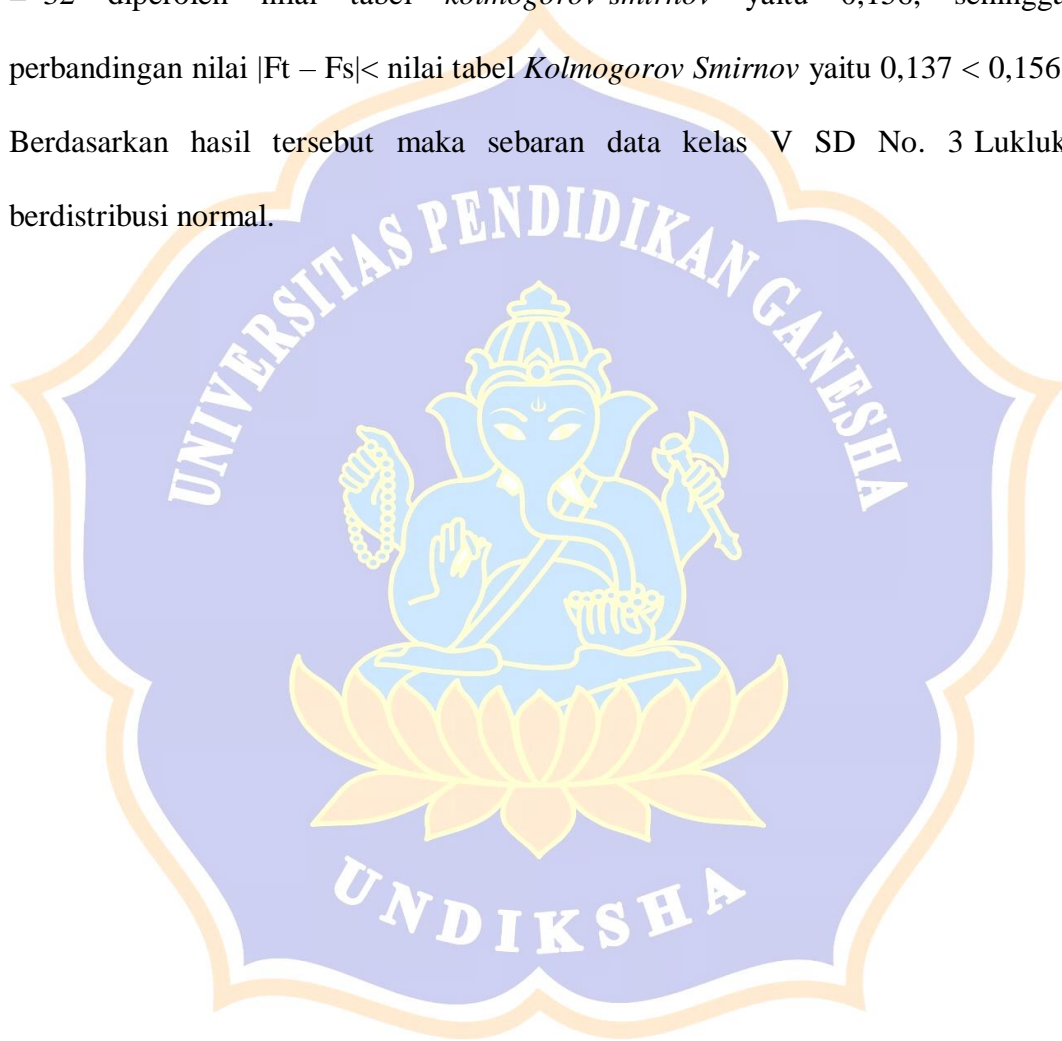 = 32 diperoleh nilai tabel kolmogorov-smirnov yaitu 0,156, sehingga
perbandingan nilai |Ft – Fs|< nilai tabel Kolmogorov Smirnov yaitu 0,137 < 0,156
Berdasarkan hasil tersebut maka sebaran data kelas V SD No. 3 Lukluk
berdistribusi normal.
UNIVERSITAS PENDIDIKAN GANESHA
UNDIKSHA